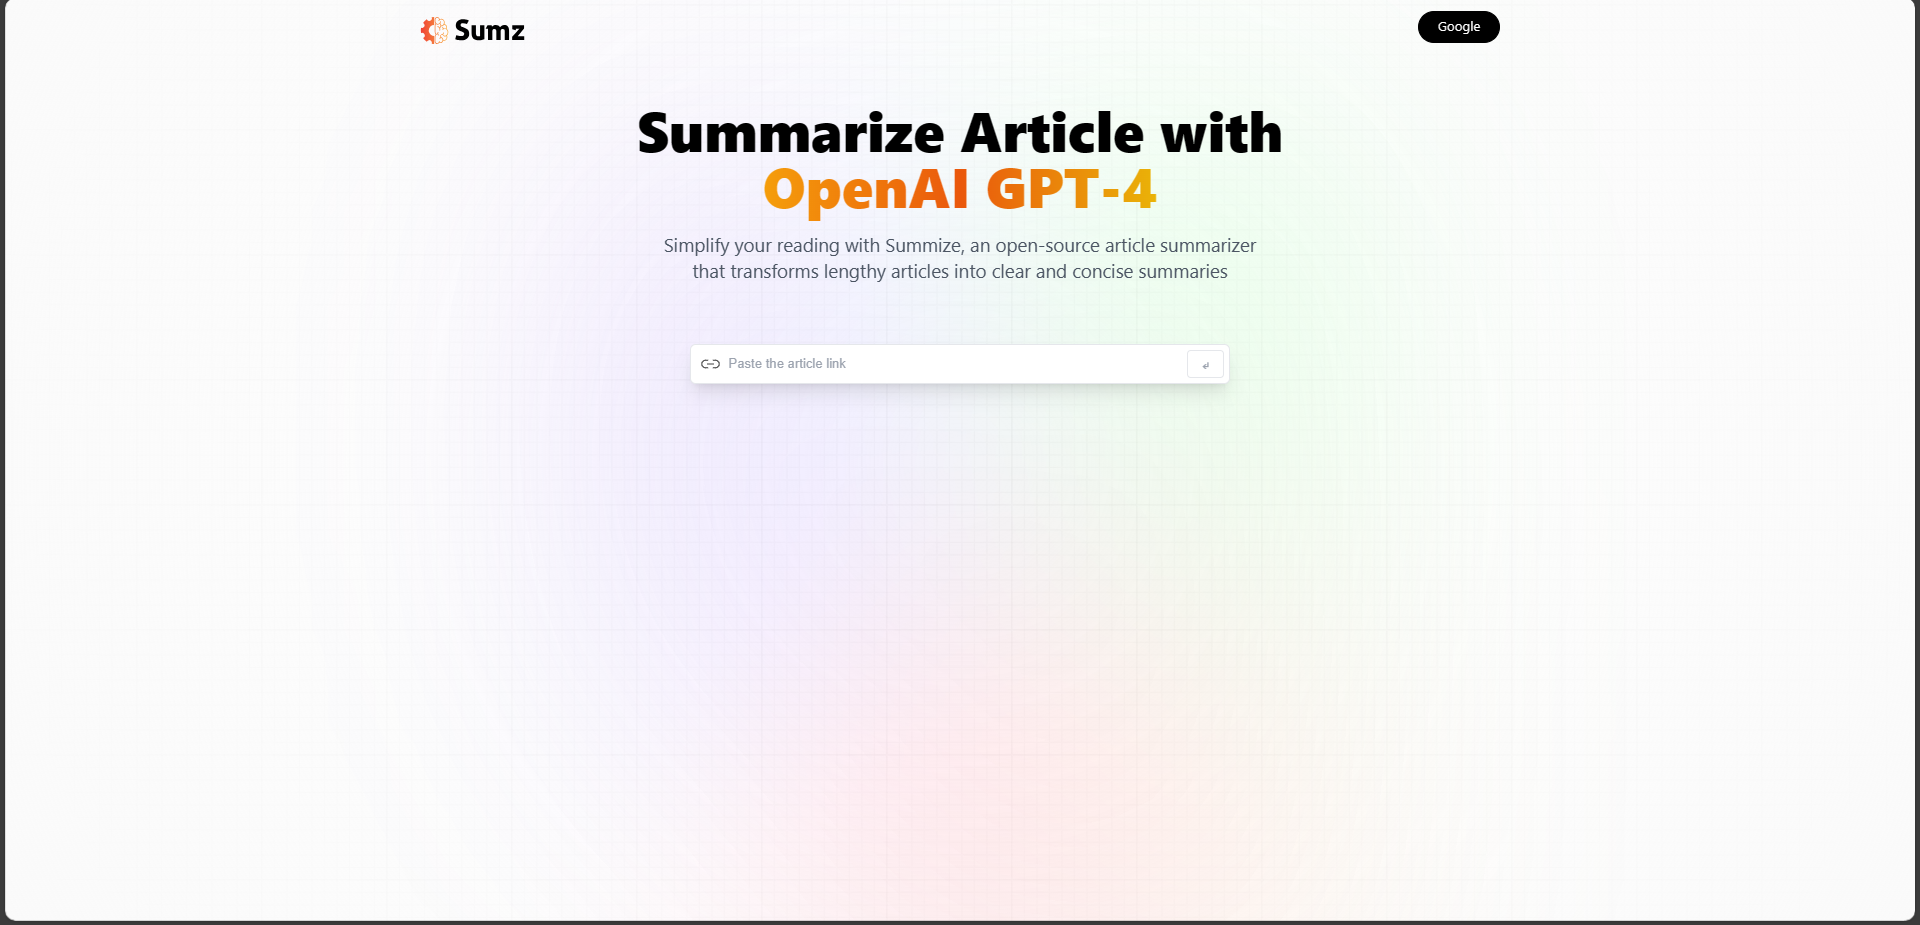 Sumz
Google
Summarize Article with
OpenAI GPT-4
Simplify your reading with Summize, an open-source article summarizer
that transforms lengthy articles into clear and concise summaries
Paste the article link
↵